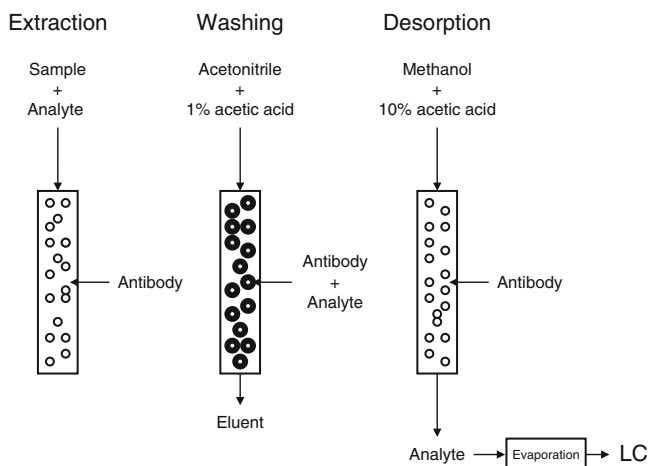 Extraction
Washing
Desorption
Sample
+
Analyte
Acetonitrile
+
1% acetic acid
Methanol
+
10% acetic acid
Antibody
Antibody
+
Analyte
Antibody
Eluent
Analyte
Evaporation
LC